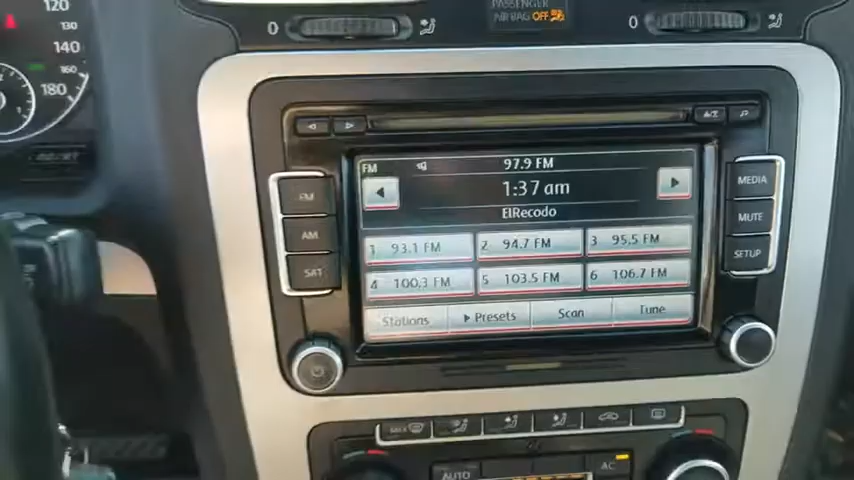 120
140
160
180
PASSENGER
AIRBAG OFF
0
0
A/Z
FM
97.9 FM
1:37 am
ElRecodo
FM
AM
SAT
MEDIA
MUTE
SETUP
1 93.1 FM
2 94.7 FM
3 95.5 FM
4 100.3 FM
5 103.5 FM
6 106.7 FM
Stations
Presets
Scan
Tune
MAX
AUTO
AC